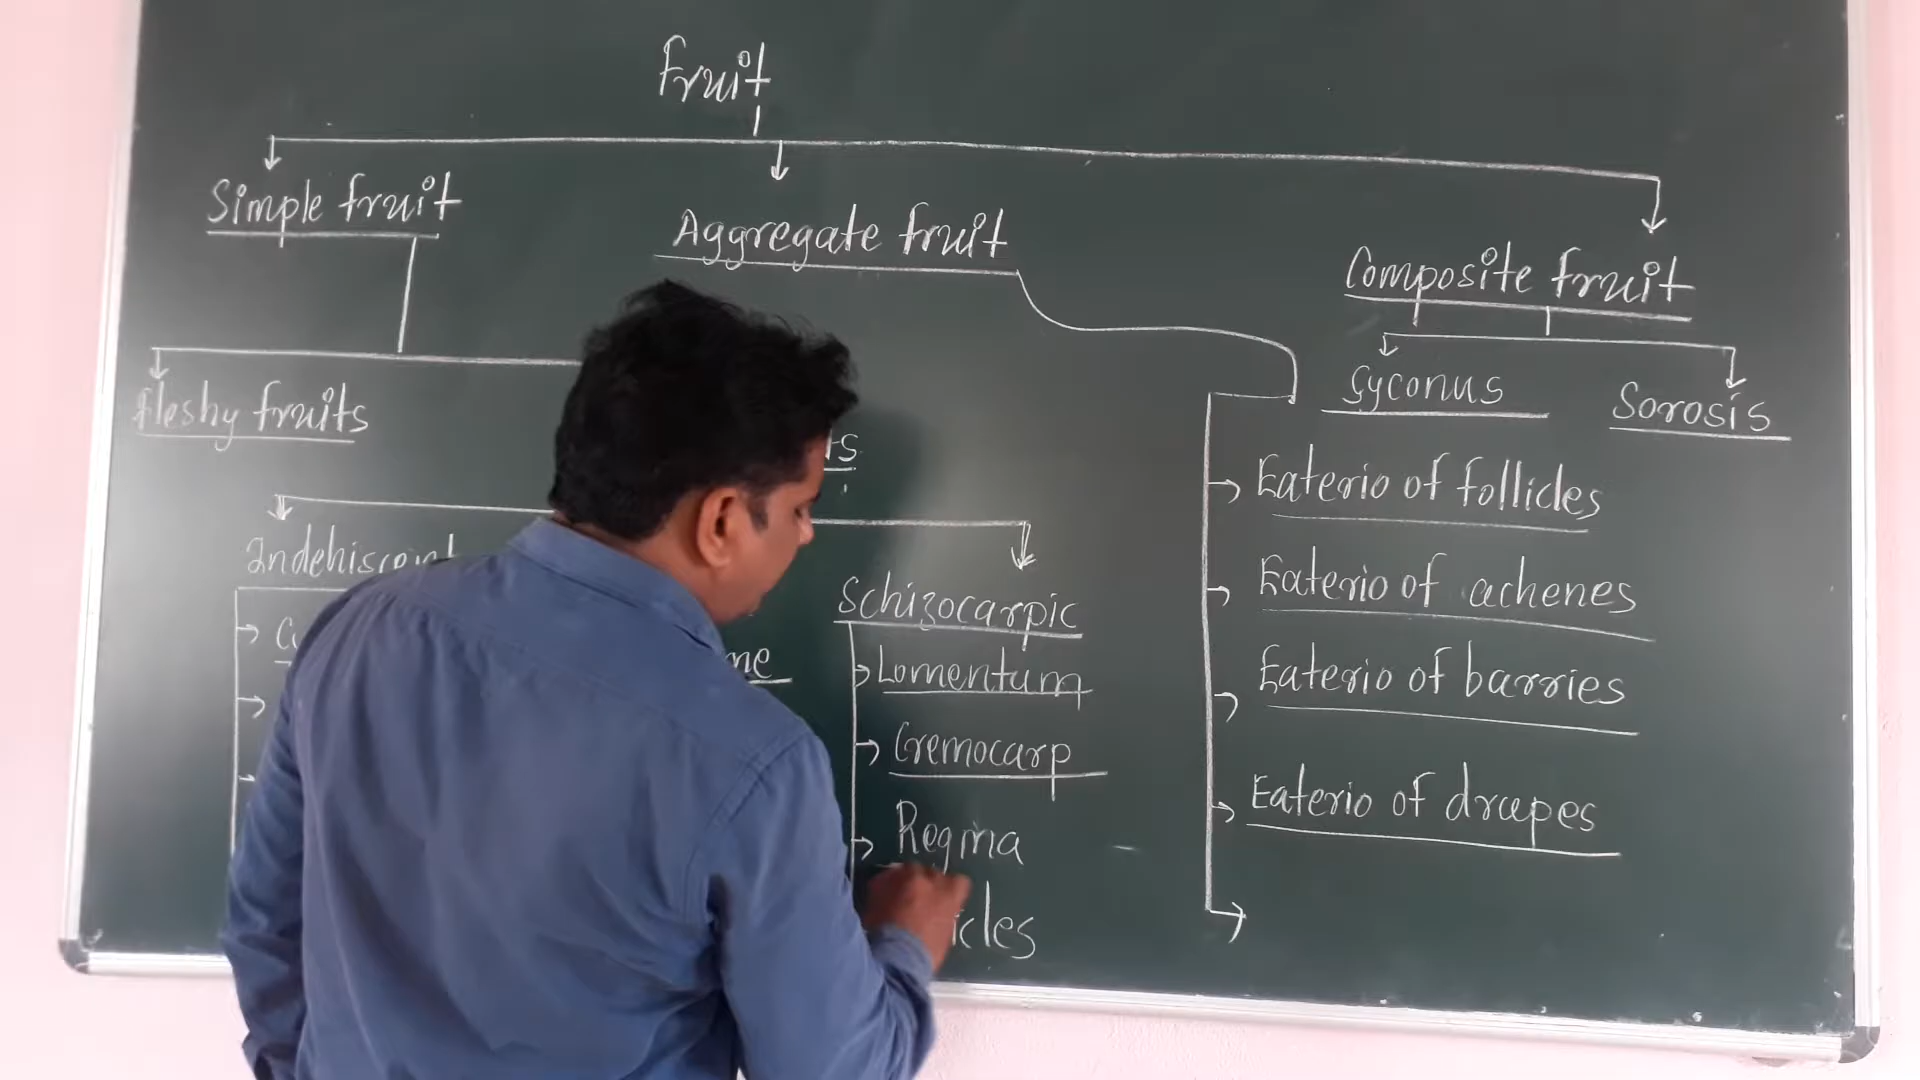 Fruit
Simple fruit
Aggregate fruit
Composite fruit
Syconus
Sorosis
Fleshy fruits
Eaterio of follicles
Eaterio of achenes
Eaterio of barries
Eaterio of drupes
Indehiscent
Schizocarpic
Lomentum
Cremocarp
Regma